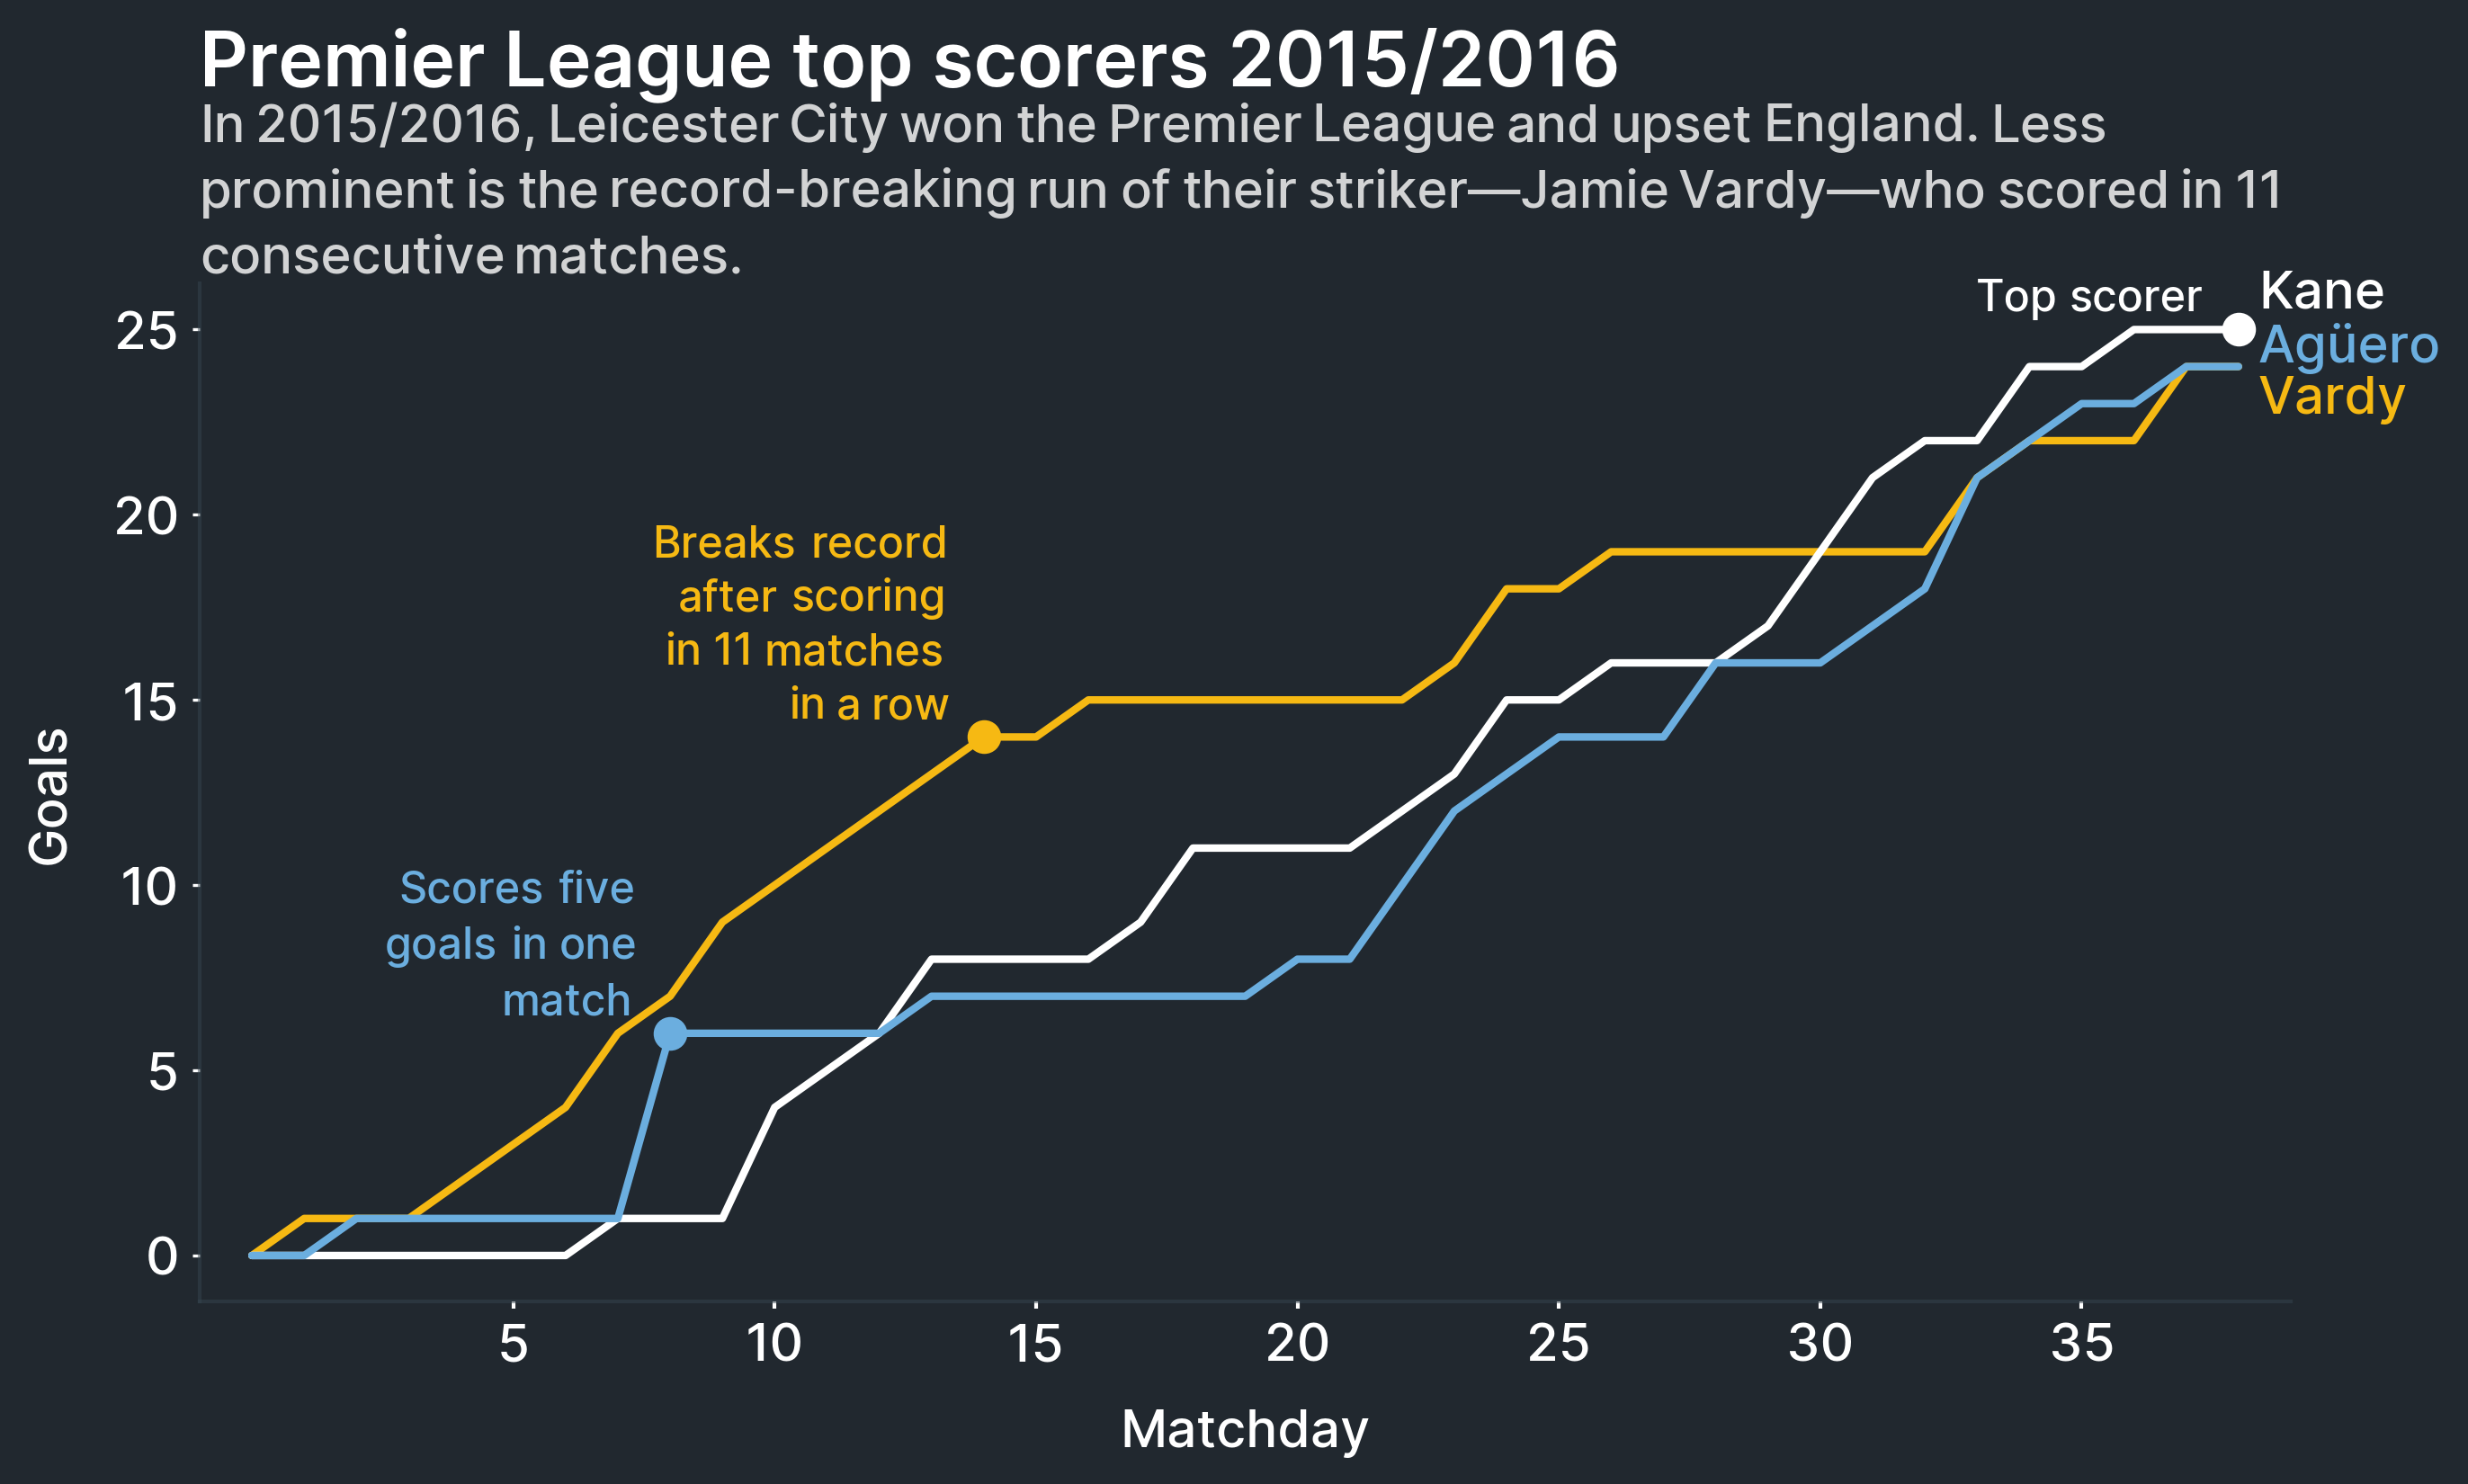 Premier League top scorers 2015/2016
In 2015/2016, Leicester City won the Premier League and upset England. Less
prominent is the record-breaking run of their striker—Jamie Vardy—who scored in 11
consecutive matches.
Top scorer
Kane
Agüero
Vardy
Breaks record
after scoring
in 11 matches
in a row
Scores five
goals in one
match
Goals
25
20
15
10
5
0
5 10 15 20 25 30 35
Matchday